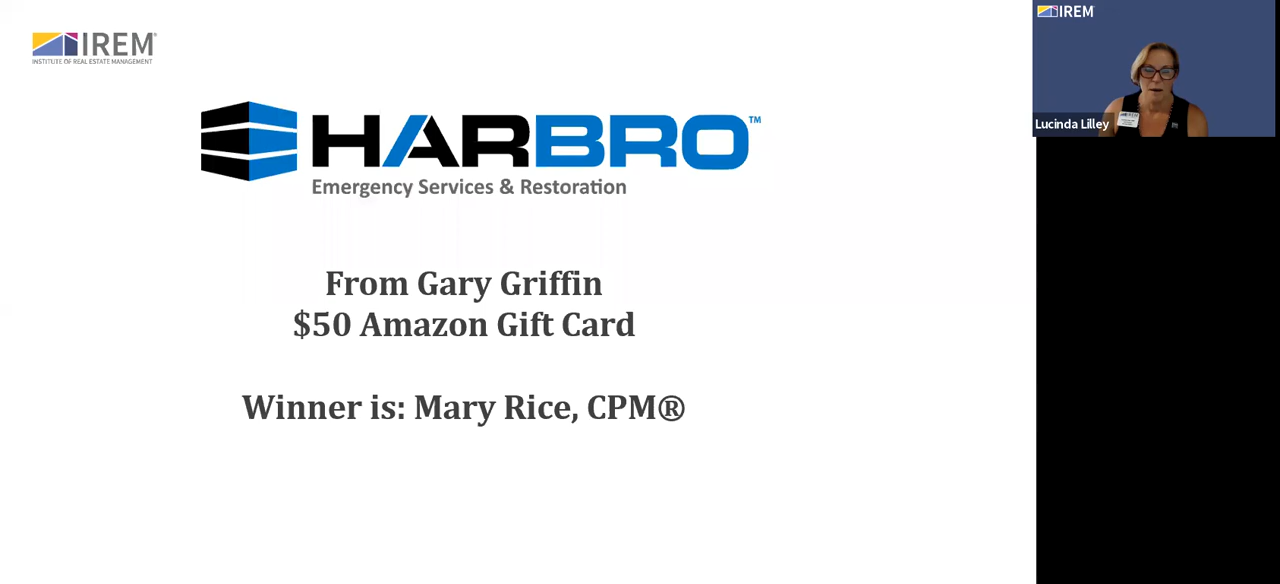 IREM®
INSTITUTE OF REAL ESTATE MANAGEMENT
HARBRO™
Emergency Services & Restoration
From Gary Griffin
$50 Amazon Gift Card
Winner is: Mary Rice, CPM®
IREM
Lucinda Lilley
IREM